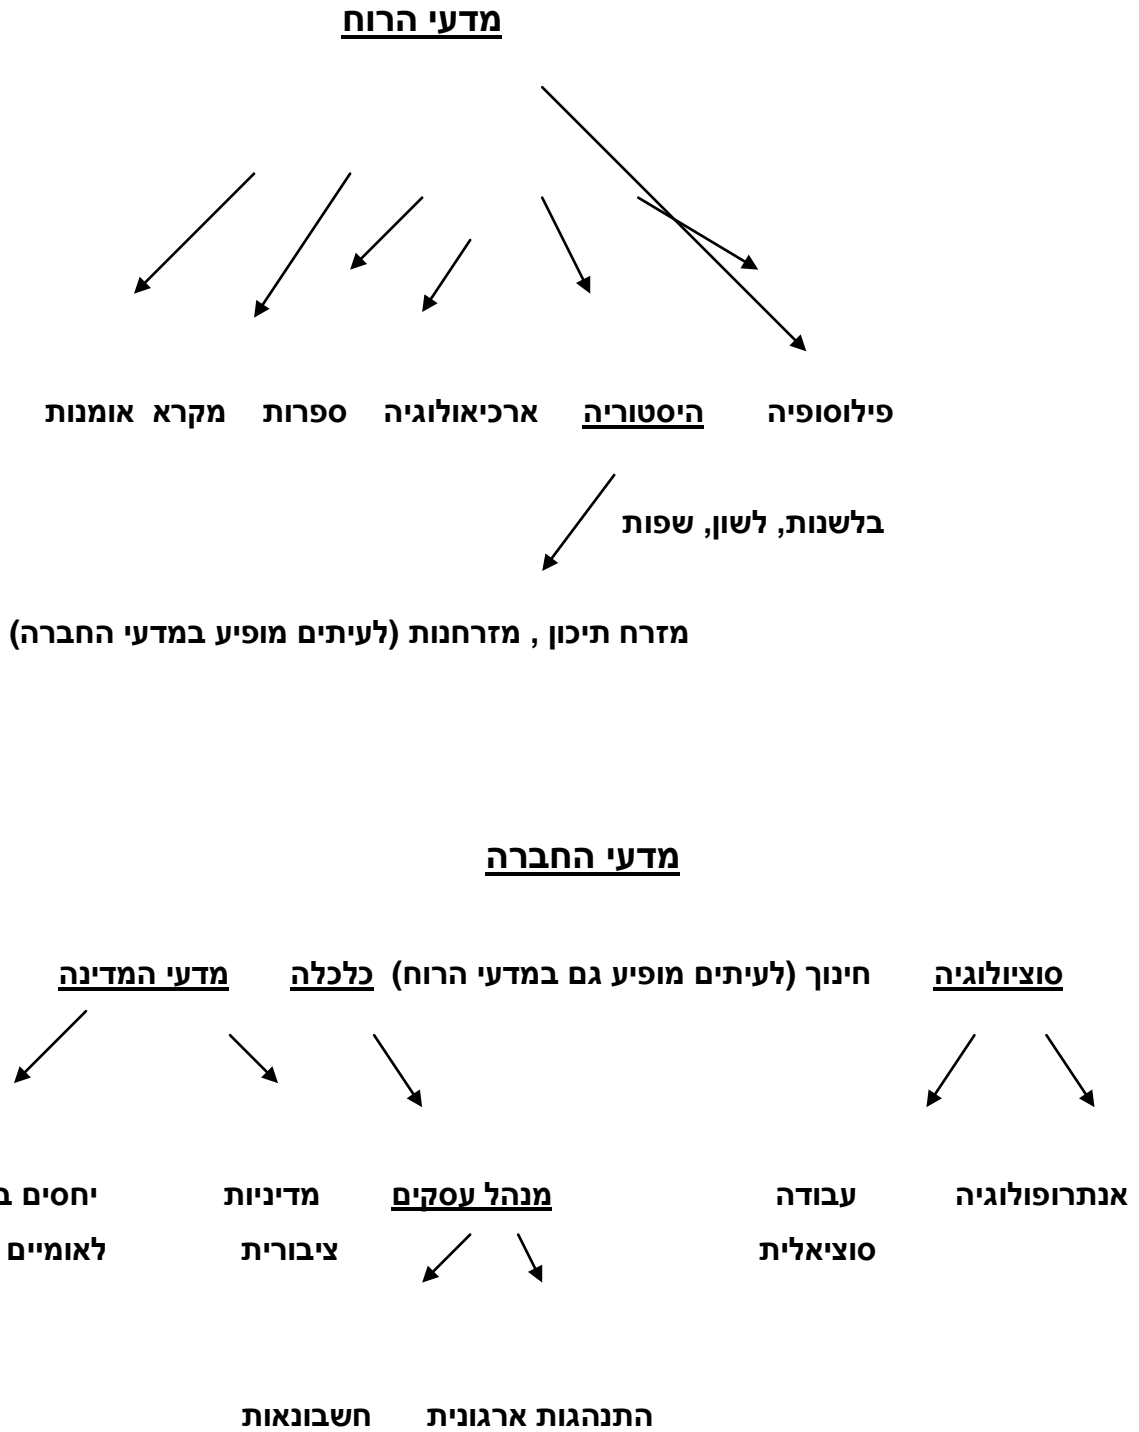 מדעי הרוח
פילוסופיה היסטוריה ארכיאולוגיה ספרות מקרא אומנות
בלשנות, לשון, שפות
מזרח תיכון , מזרחנות (לעיתים מופיע במדעי החברה)
מדעי החברה
סוציולוגיה חינוך (לעיתים מופיע גם במדעי הרוח) כלכלה מדעי המדינה
אנתרופולוגיה עבודה מנהל עסקים מדיניות יחסים
סוציאלית ציבורית לאומיים
התנהגות ארגונית חשבונאות